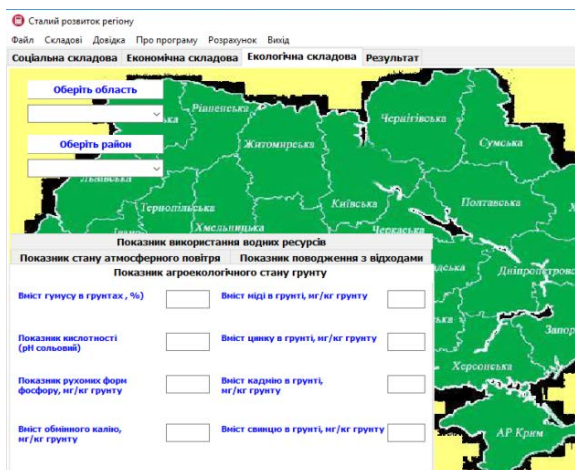 Сталий розвиток регіону
Файл Складові Довідка Про програму Розрахунок Вихід
Соціальна складова Економічна складова Екологічна складова Результат
Оберіть область
Оберіть район
Рівненська
Житомирська
Чернігівська
Сумська
Львівська
Тернопільська
Хмельницька
Київська
Черкаська
Полтавська
Показник використання водних ресурсів
Показник стану атмосферного повітря Показник поводження з відходами
Показник агроекологічного стану грунту
Вміст гумусу в грунтах , %)
Вміст міді в грунті, мг/кг грунту
Показник кислотності
(рН сольовий)
Вміст цинку в грунті, мг/кг грунту
Показник рухомих форм
фосфору, мг/кг грунту
Вміст кадмію в грунті,
мг/кг грунту
Вміст обмінного калію,
мг/кг грунту
Вміст свинцю в грунті, мг/кг грунту
Херсонська
АР Крим